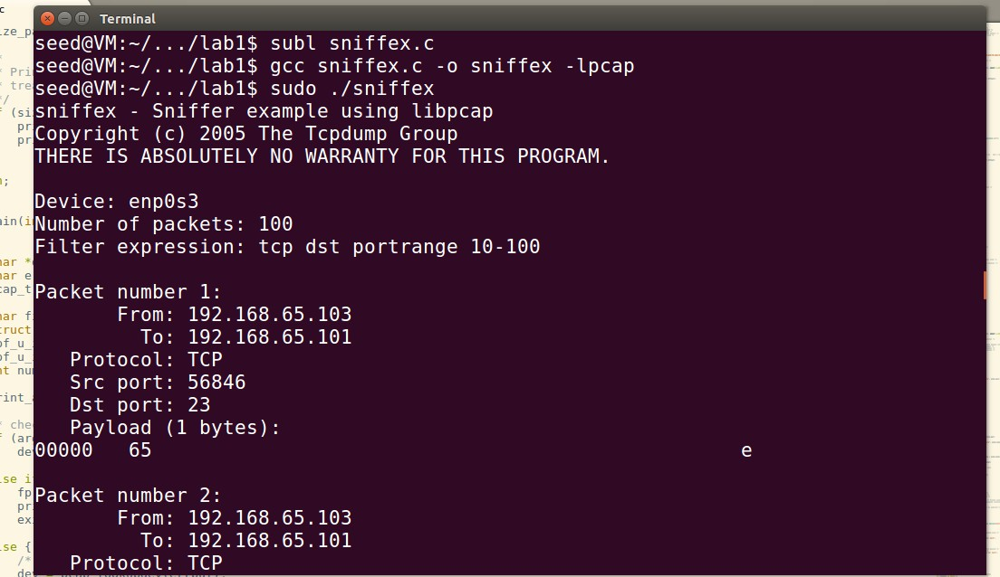 Terminal
seed@VM:~/.../lab1$ subl sniffex.c
seed@VM:~/.../lab1$ gcc sniffex.c -o sniffex -lpcap
seed@VM:~/.../lab1$ sudo ./sniffex
sniffex - Sniffer example using libpcap
Copyright (c) 2005 The Tcpdump Group
THERE IS ABSOLUTELY NO WARRANTY FOR THIS PROGRAM.
Device: enp0s3
Number of packets: 100
Filter expression: tcp dst portrange 10-100
Packet number 1:
From: 192.168.65.103
To: 192.168.65.101
Protocol: TCP
Src port: 56846
Dst port: 23
Payload (1 bytes):
00000 65 e
Packet number 2:
From: 192.168.65.103
To: 192.168.65.101
Protocol: TCP